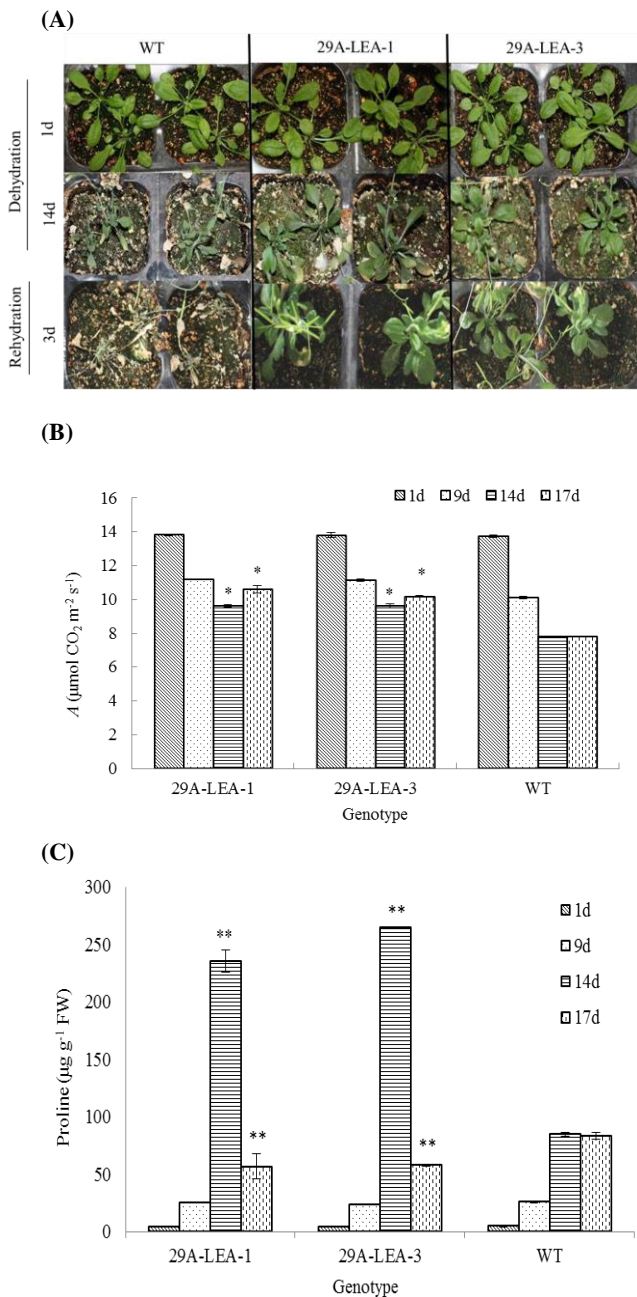 (A)
WT 29A-LEA-1 29A-LEA-3
Dehydration
1d
14d
Rehydration
3d
(B)
1d 9d 14d 17d
A (µmol CO₂ m⁻² s⁻¹)
16
14
12
10
8
6
4
2
0
* * * *
29A-LEA-1 29A-LEA-3 WT
Genotype
(C)
Proline (µg g⁻¹ FW)
300
250
200
150
100
50
0
** ** ** **
1d
9d
14d
17d
29A-LEA-1 29A-LEA-3 WT
Genotype